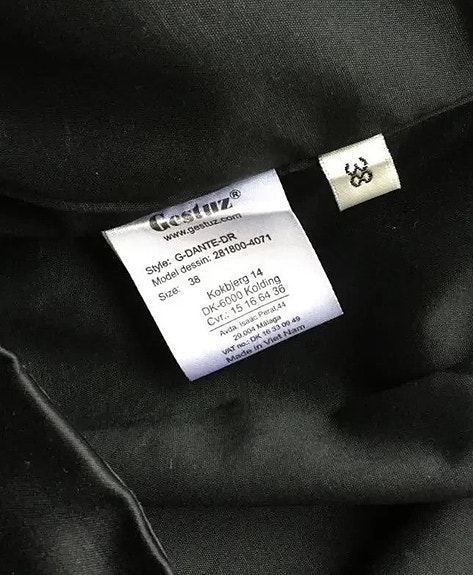 Gestuz®
www.gestuz.com
Style: G-DANTE-DR
Model dessin: 281800-4071
Size: 38
Kokbjerg 14
DK-6000 Kolding
Cvr.: 15 16 64 36
Avda. Isaac Peral.44
29.004 Málaga
VAT no.: DK 16 33 09 49
Made in Viet Nam
38